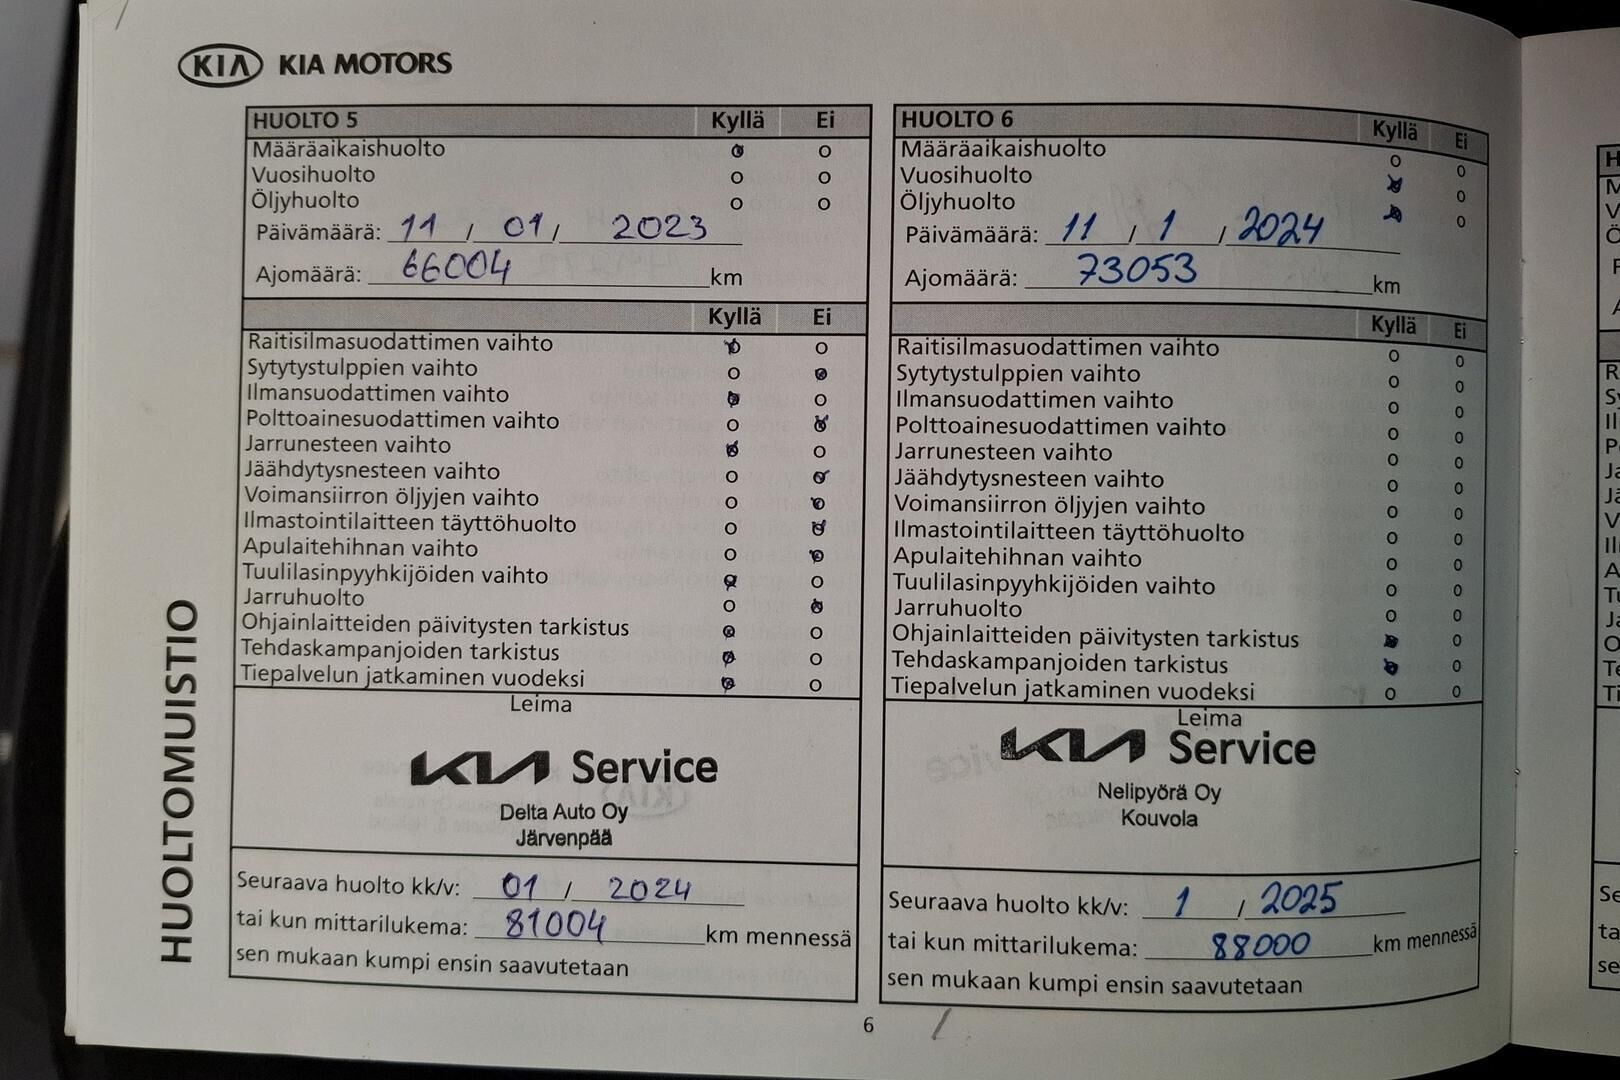 KIA KIA MOTORS
HUOLTOMUISTIO
HUOLTO 5 Kyllä Ei
Määräaikaishuolto o o
Vuosihuolto o o
Öljyhuolto o o
Päivämäärä: 11 / 01 / 2023
Ajomäärä: 66004 km
Kyllä Ei
Raitisilmasuodattimen vaihto o o
Sytytystulppien vaihto o o
Ilmansuodattimen vaihto o o
Polttoainesuodattimen vaihto o o
Jarrunesteen vaihto o o
Jäähdytysnesteen vaihto o o
Voimansiirron öljyjen vaihto o o
Ilmastointilaitteen täyttöhuolto o o
Apulaitehihnan vaihto o o
Tuulilasinpyyhkijöiden vaihto o o
Jarruhuolto o o
Ohjainlaitteiden päivitysten tarkistus o o
Tehdaskampanjoiden tarkistus o o
Tiepalvelun jatkaminen vuodeksi o o
Leima
KIA Service
Delta Auto Oy
Järvenpää
Seuraava huolto kk/v: 01 / 2024
tai kun mittarilukema: 81004 km mennessä
sen mukaan kumpi ensin saavutetaan
HUOLTO 6 Kyllä Ei
Määräaikaishuolto o o
Vuosihuolto o o
Öljyhuolto o o
Päivämäärä: 11 / 1 / 2024
Ajomäärä: 73053 km
Kyllä Ei
Raitisilmasuodattimen vaihto o o
Sytytystulppien vaihto o o
Ilmansuodattimen vaihto o o
Polttoainesuodattimen vaihto o o
Jarrunesteen vaihto o o
Jäähdytysnesteen vaihto o o
Voimansiirron öljyjen vaihto o o
Ilmastointilaitteen täyttöhuolto o o
Apulaitehihnan vaihto o o
Tuulilasinpyyhkijöiden vaihto o o
Jarruhuolto o o
Ohjainlaitteiden päivitysten tarkistus o o
Tehdaskampanjoiden tarkistus o o
Tiepalvelun jatkaminen vuodeksi o o
Leima
KIA Service
Nelipyörä Oy
Kouvola
Seuraava huolto kk/v: 1 / 2025
tai kun mittarilukema: 88000 km mennessä
sen mukaan kumpi ensin saavutetaan
6